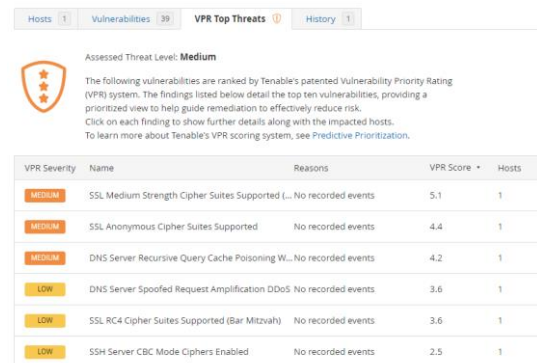 Hosts 1 Vulnerabilities 39 VPR Top Threats History 1
Assessed Threat Level: Medium
The following vulnerabilities are ranked by Tenable's patented Vulnerability Priority Rating
(VPR) system. The findings listed below detail the top ten vulnerabilities, providing a
prioritized view to help guide remediation to effectively reduce risk.
Click on each finding to show further details along with the impacted hosts.
To learn more about Tenable's VPR scoring system, see Predictive Prioritization.
VPR Severity Name Reasons VPR Score Hosts
MEDIUM SSL Medium Strength Cipher Suites Supported (... No recorded events 5.1 1
MEDIUM SSL Anonymous Cipher Suites Supported No recorded events 4.4 1
MEDIUM DNS Server Recursive Query Cache Poisoning W... No recorded events 4.2 1
LOW DNS Server Spoofed Request Amplification DDoS No recorded events 3.6 1
LOW SSL RC4 Cipher Suites Supported (Bar Mitzvah) No recorded events 3.6 1
LOW SSH Server CBC Mode Ciphers Enabled No recorded events 2.5 1